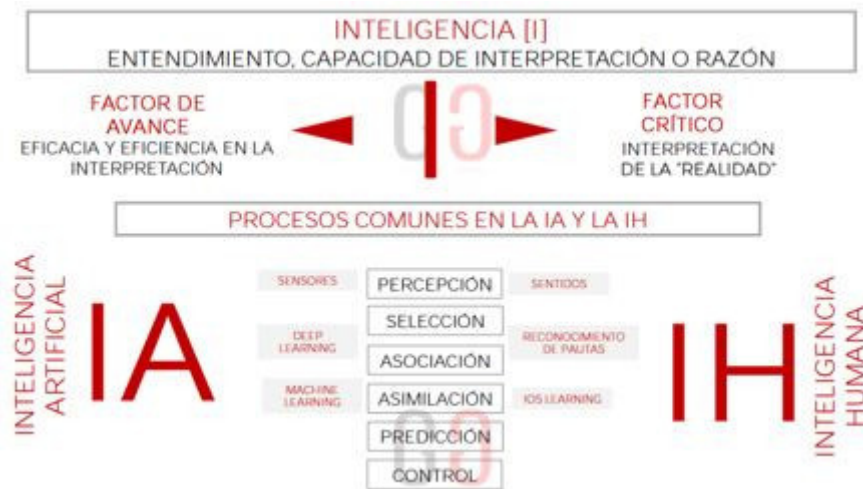 INTELIGENCIA [I]
ENTENDIMIENTO, CAPACIDAD DE INTERPRETACIÓN O RAZÓN
FACTOR DE
AVANCE
EFICACIA Y EFICIENCIA EN LA
INTERPRETACIÓN
FACTOR
CRÍTICO
INTERPRETACIÓN
DE LA "REALIDAD"
PROCESOS COMUNES EN LA IA Y LA IH
INTELIGENCIA
ARTIFICIAL
IA
SENSORES
DEEP
LEARNING
MACHINE
LEARNING
PERCEPCIÓN
SELECCIÓN
ASOCIACIÓN
ASIMILACIÓN
PREDICCIÓN
CONTROL
SENTIDOS
RECONOCIMIENTO
DE PAUTAS
IOS LEARNING
IH
INTELIGENCIA
HUMANA